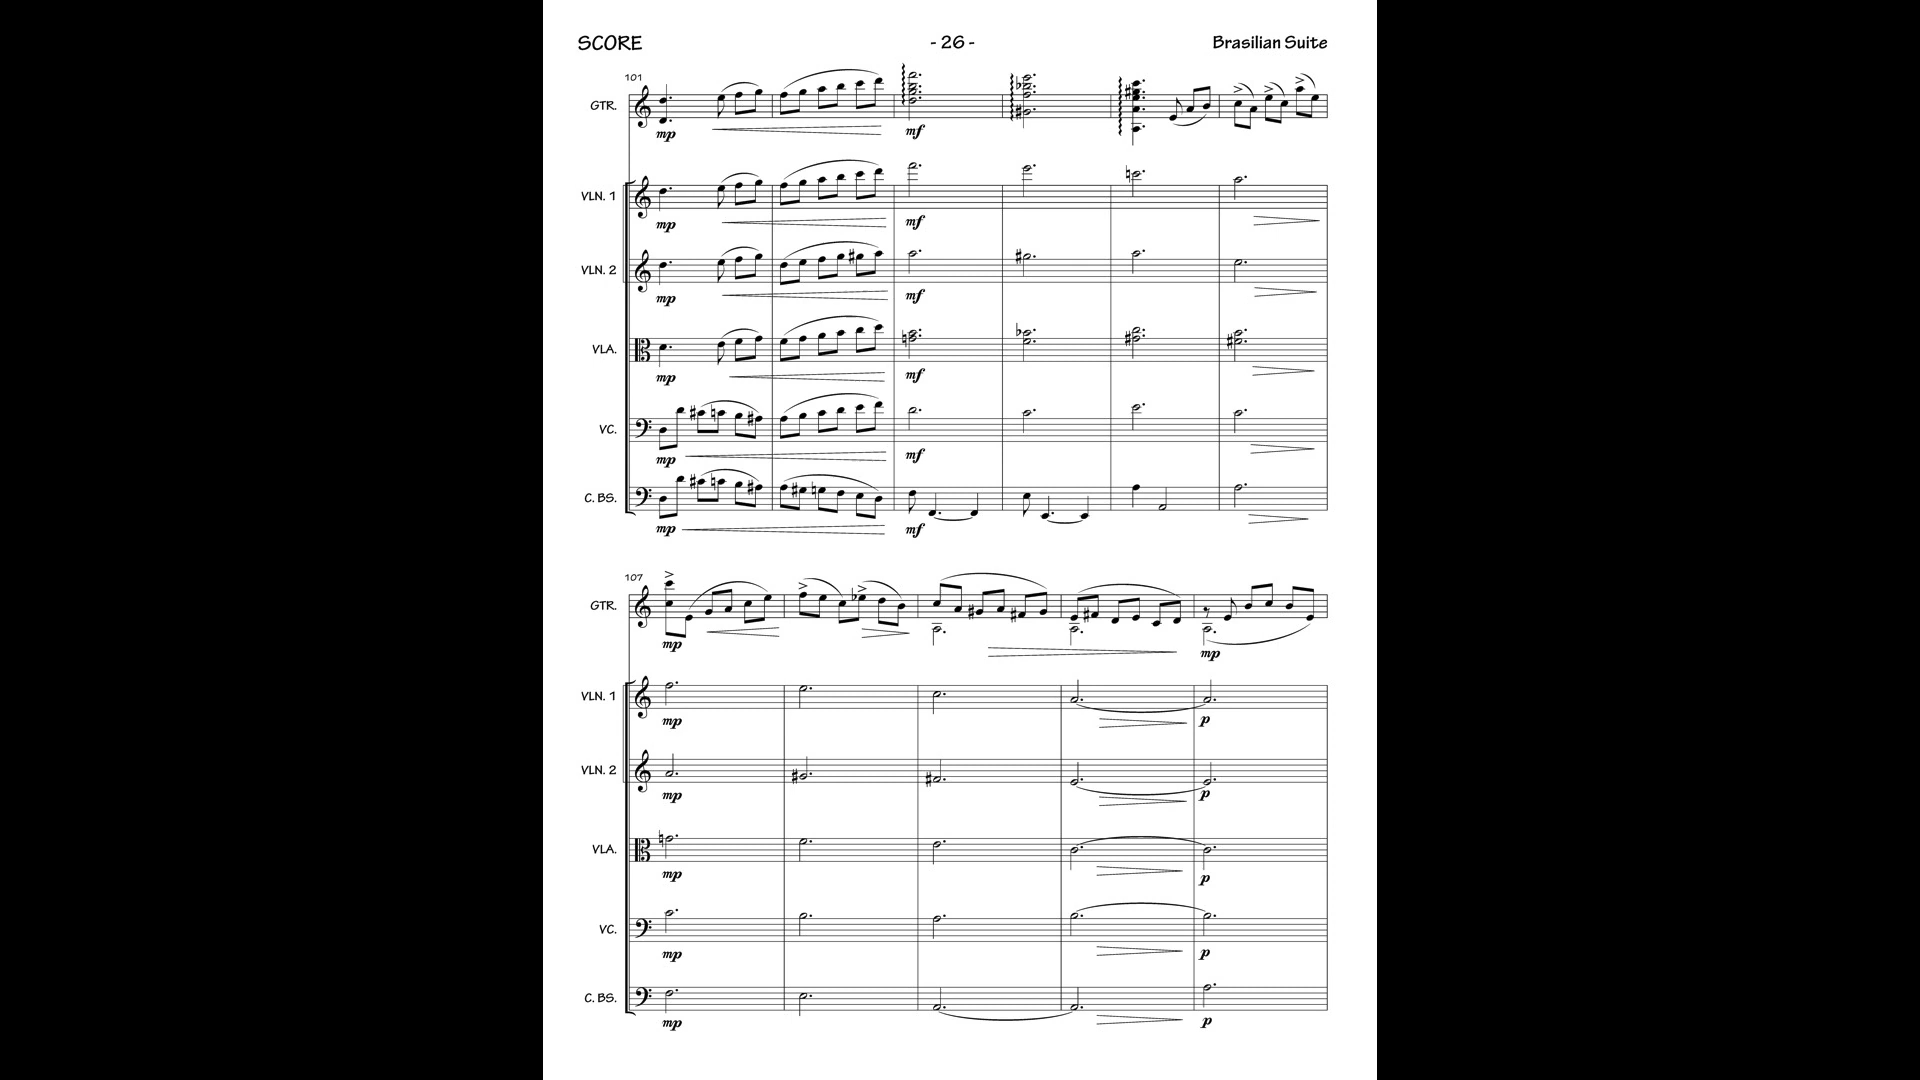 SCORE - 26 - Brasilian Suite
101
GTR.
mp mf
VLN. 1
mp mf
VLN. 2
mp mf
VLA.
mp mf
VC.
mp mf
C. BS.
mp mf
107
GTR.
mp mp
VLN. 1
mp p
VLN. 2
mp p
VLA.
mp p
VC.
mp p
C. BS.
mp p